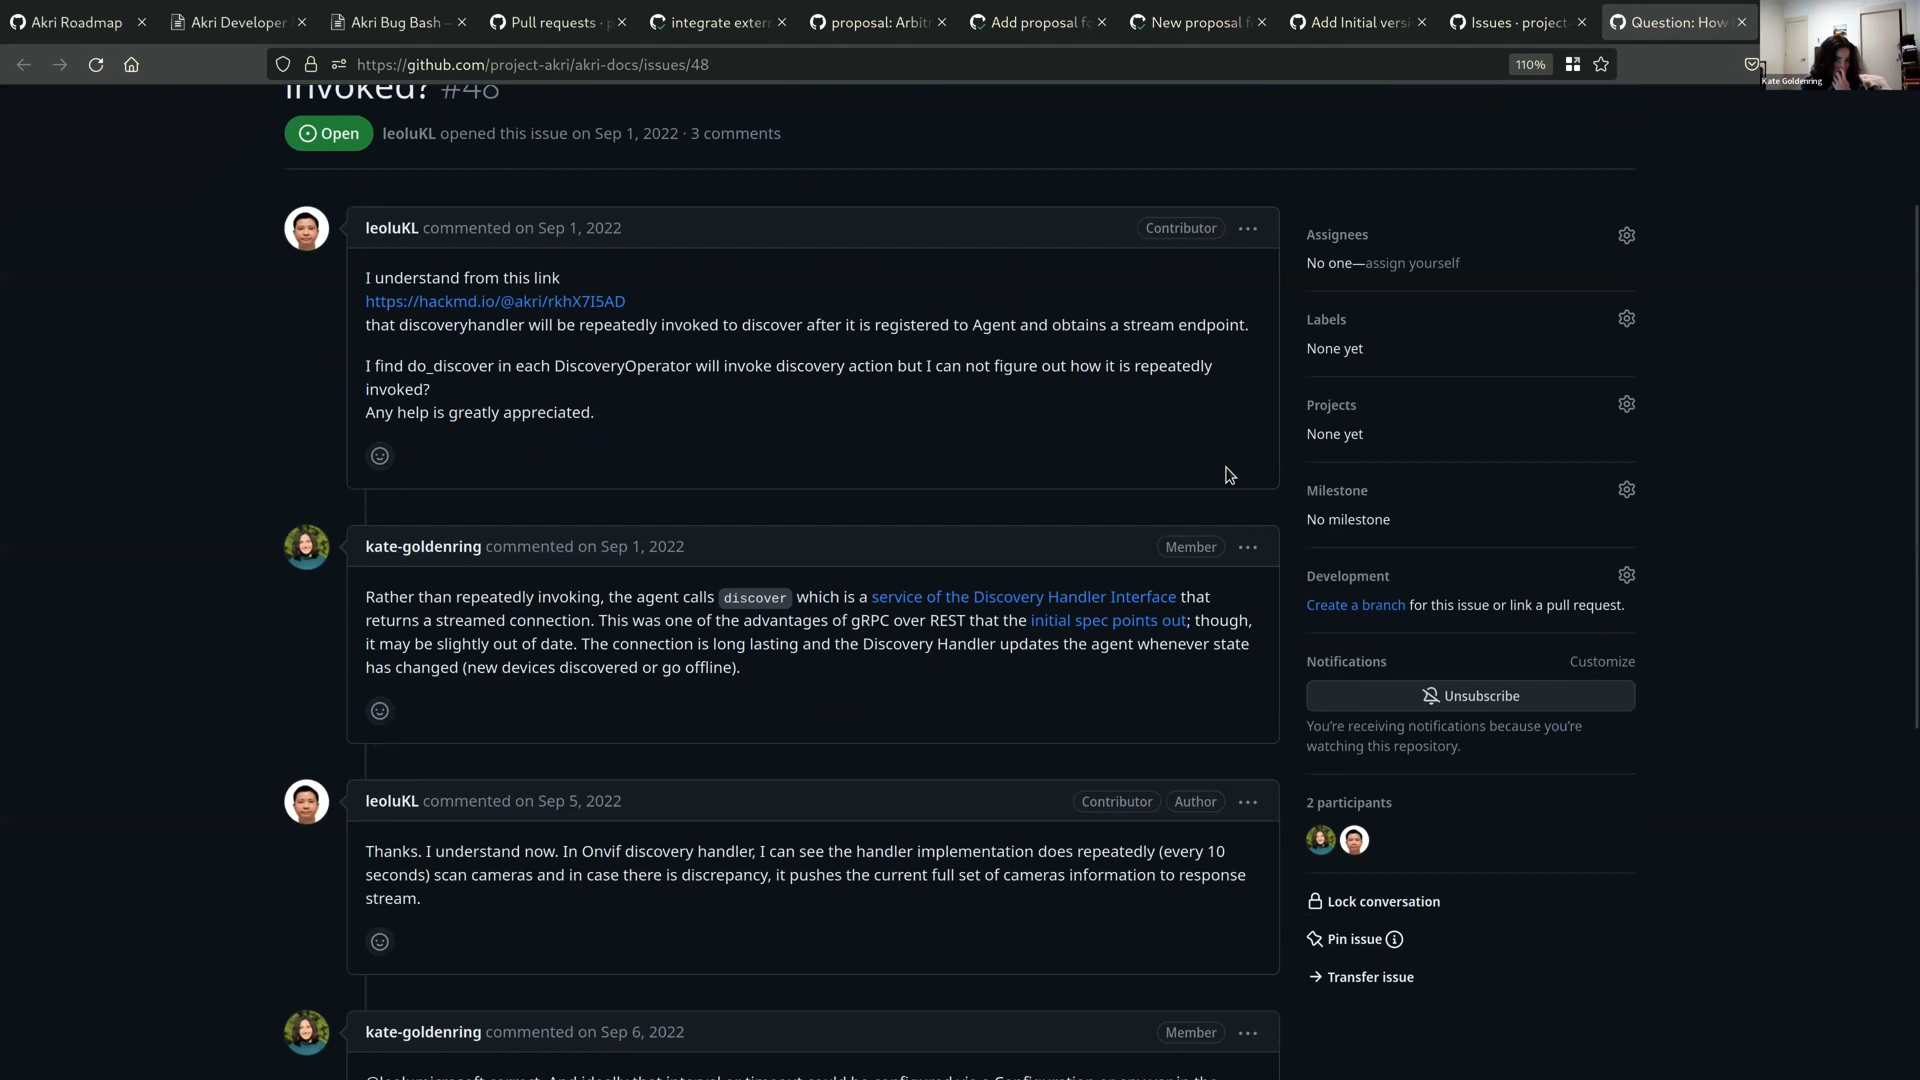 Akri Roadmap
Akri Developer
Akri Bug Bash —
Pull requests · p
integrate exter
proposal: Arbitr
Add proposal fo
New proposal f
Add Initial versi
Issues · project-
Question: How
https://github.com/project-akri/akri-docs/issues/48
110%
Kate Goldenring
invoked? #48
Open
leoluKL opened this issue on Sep 1, 2022 · 3 comments
leoluKL commented on Sep 1, 2022
Contributor
I understand from this link
https://hackmd.io/@akri/rkhX7I5AD
that discoveryhandler will be repeatedly invoked to discover after it is registered to Agent and obtains a stream endpoint.
I find do_discover in each DiscoveryOperator will invoke discovery action but I can not figure out how it is repeatedly
invoked?
Any help is greatly appreciated.
kate-goldenring commented on Sep 1, 2022
Member
Rather than repeatedly invoking, the agent calls discover which is a service of the Discovery Handler Interface that
returns a streamed connection. This was one of the advantages of gRPC over REST that the initial spec points out; though,
it may be slightly out of date. The connection is long lasting and the Discovery Handler updates the agent whenever state
has changed (new devices discovered or go offline).
leoluKL commented on Sep 5, 2022
Contributor
Author
Thanks. I understand now. In Onvif discovery handler, I can see the handler implementation does repeatedly (every 10
seconds) scan cameras and in case there is discrepancy, it pushes the current full set of cameras information to response
stream.
kate-goldenring commented on Sep 6, 2022
Member
Assignees
No one—assign yourself
Labels
None yet
Projects
None yet
Milestone
No milestone
Development
Create a branch for this issue or link a pull request.
Notifications
Customize
Unsubscribe
You're receiving notifications because you're
watching this repository.
2 participants
Lock conversation
Pin issue
Transfer issue